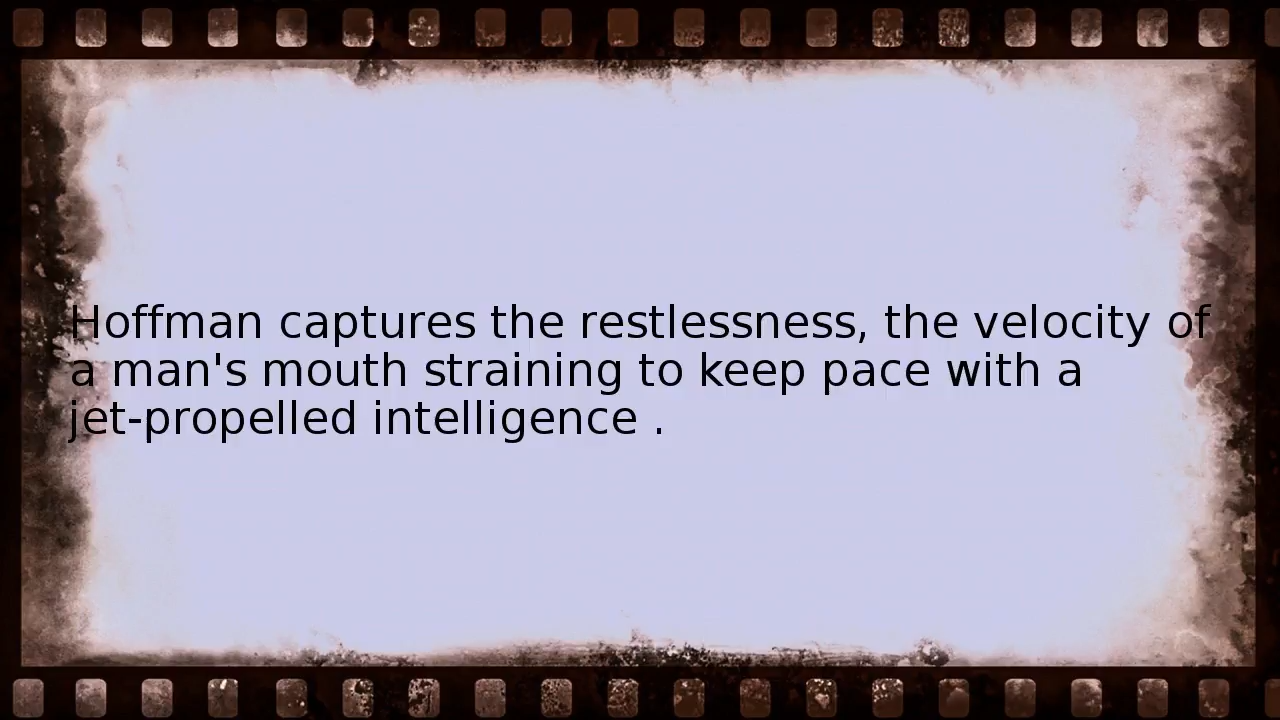 Hoffman captures the restlessness, the velocity of
a man's mouth straining to keep pace with a
jet-propelled intelligence .